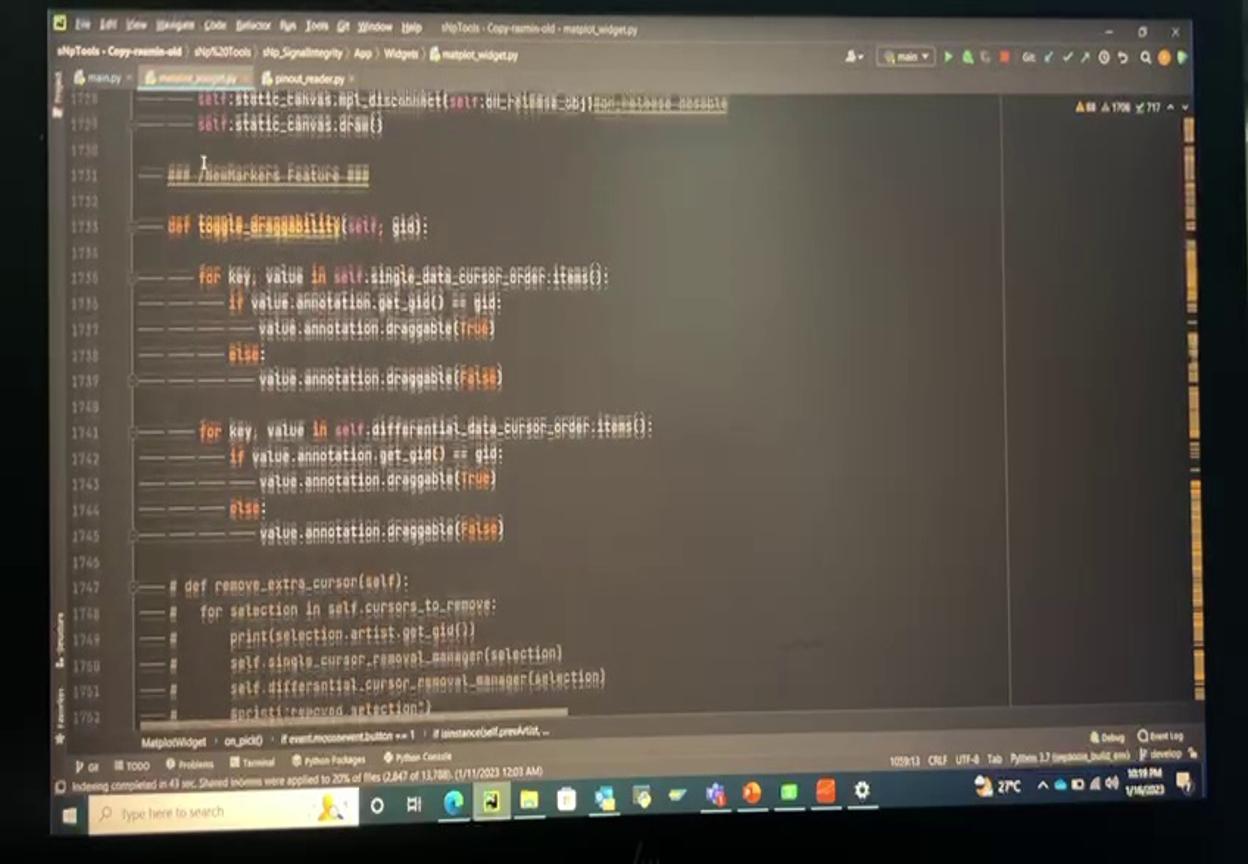 File Edit View Navigate Code Refactor Run Tools Git Window Help sNpTools - Copy-rasmin-old - matplot_widget.py
sNpTools - Copy-rasmin-old sNp%20Tools sNp_SignalIntegrity App Widgets matplot_widget.py
main Git:
main.py matplot_widget.py pinout_reader.py
88 1708 717
1728 self.static_canvas.mpl_disconnect(self.on_release_obj)
1729 self.static_canvas.draw()
1730
1731 ### /NewMarkers Feature ###
1732
1733 def toggle_draggability(self, gid):
1734
1735 for key, value in self.single_data_cursor_order.items():
1736 if value.annotation.get_gid() == gid:
1737 value.annotation.draggable(True)
1738 else:
1739 value.annotation.draggable(False)
1740
1741 for key, value in self.differential_data_cursor_order.items():
1742 if value.annotation.get_gid() == gid:
1743 value.annotation.draggable(True)
1744 else:
1745 value.annotation.draggable(False)
1746
1747 # def remove_extra_cursor(self):
1748 # for selection in self.cursors_to_remove:
1749 # print(selection.artist.get_gid())
1750 # self.single_cursor_removal_manager(selection)
1751 # self.differential_cursor_removal_manager(selection)
1752 # print("removed selection")
MatplotWidget on_pick() if event.mouseevent.button == 1 if isinstance(self.prevArtist, ...
Git TODO Problems Terminal Python Packages Python Console Debug Event Log
Indexing completed in 43 sec. Shared indexes were applied to 20% of files (2,847 of 13,788). (1/11/2023 12:03 AM) 1059:13 CRLF UTF-8 Tab Python 3.7 develop
Structure
Favorites
Type here to search
27°C
10:19 PM
1/16/2023